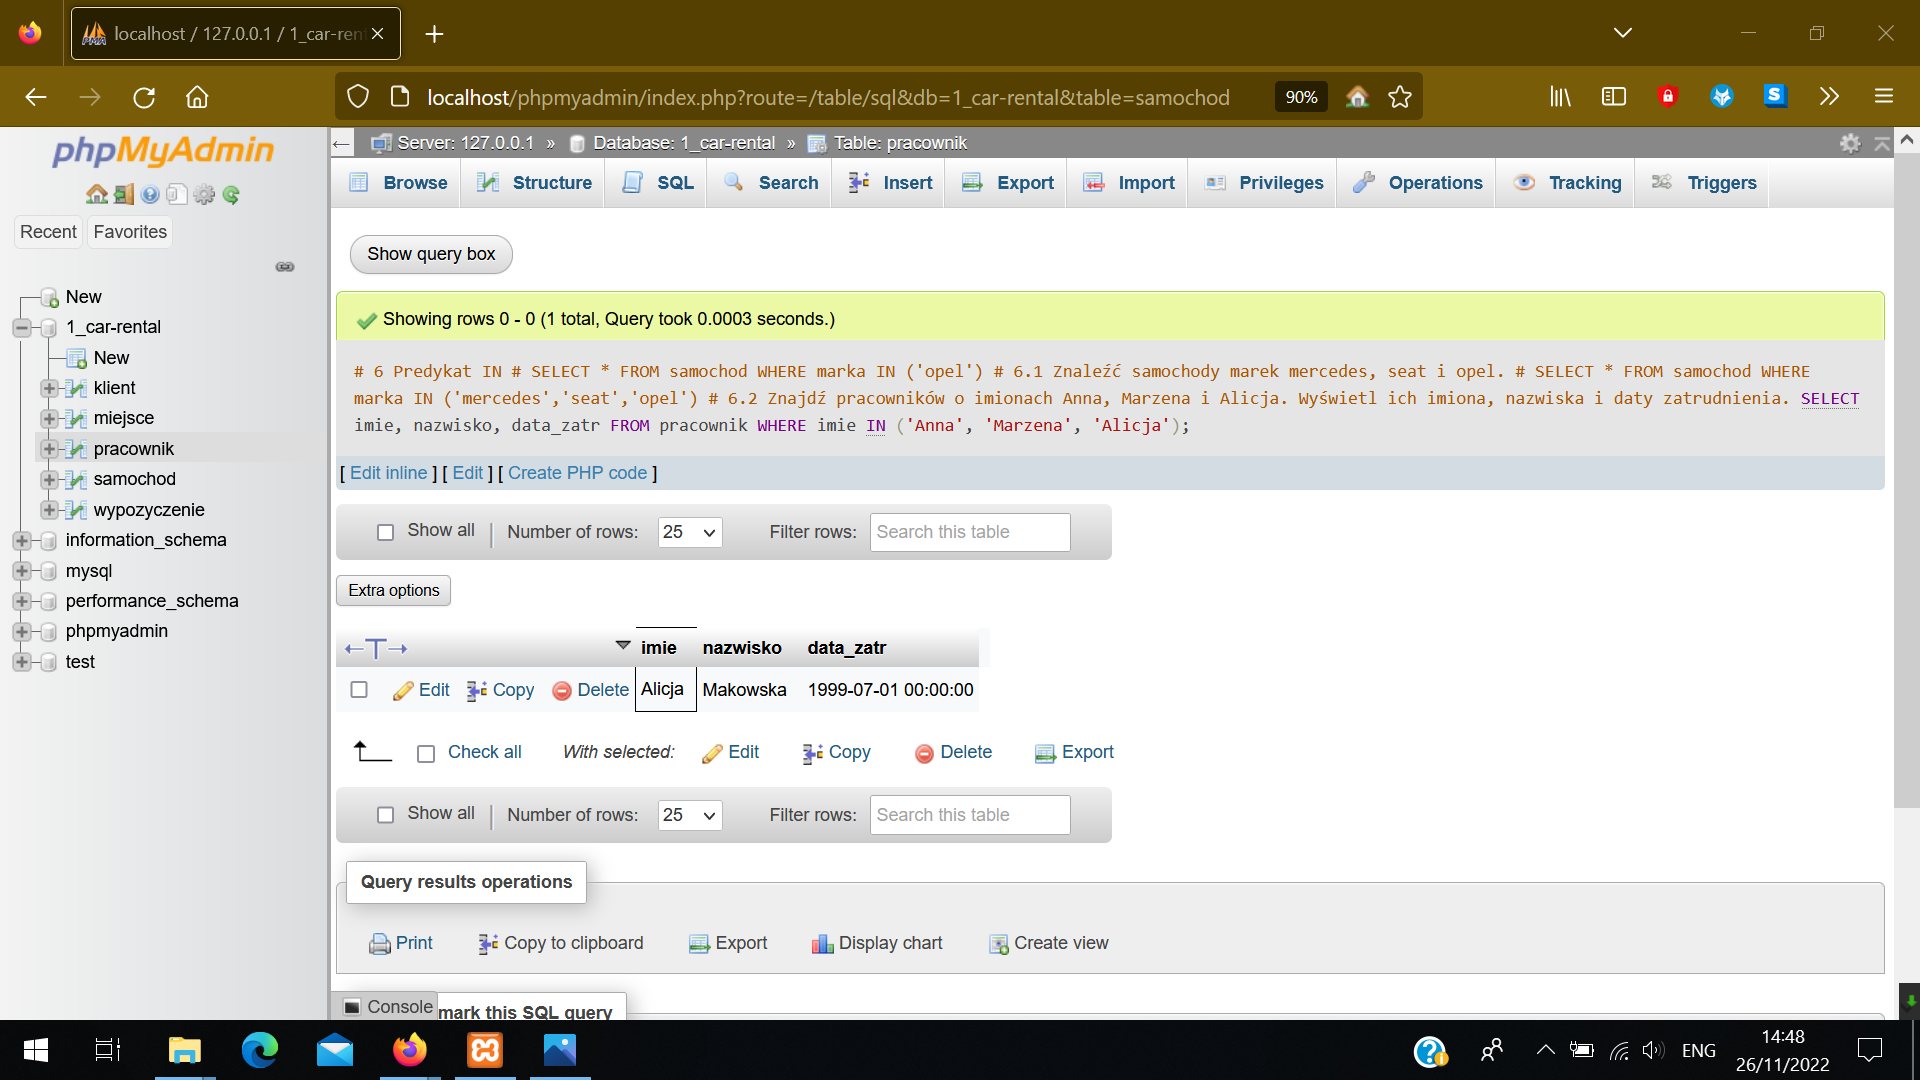 localhost / 127.0.0.1 / 1_car-ren
localhost/phpmyadmin/index.php?route=/table/sql&db=1_car-rental&table=samochod
90%
phpMyAdmin
Recent
Favorites
New
1_car-rental
New
klient
miejsce
pracownik
samochod
wypozyczenie
information_schema
mysql
performance_schema
phpmyadmin
test
Server: 127.0.0.1 » Database: 1_car-rental » Table: pracownik
Browse Structure SQL Search Insert Export Import Privileges Operations Tracking Triggers
Show query box
Showing rows 0 - 0 (1 total, Query took 0.0003 seconds.)
# 6 Predykat IN # SELECT * FROM samochod WHERE marka IN ('opel') # 6.1 Znaleźć samochody marek mercedes, seat i opel. # SELECT * FROM samochod WHERE
marka IN ('mercedes','seat','opel') # 6.2 Znajdź pracowników o imionach Anna, Marzena i Alicja. Wyświetl ich imiona, nazwiska i daty zatrudnienia. SELECT
imie, nazwisko, data_zatr FROM pracownik WHERE imie IN ('Anna', 'Marzena', 'Alicja');
[ Edit inline ] [ Edit ] [ Create PHP code ]
Show all | Number of rows: 25 Filter rows: Search this table
Extra options
←T→ imie nazwisko data_zatr
Edit Copy Delete Alicja Makowska 1999-07-01 00:00:00
Check all With selected: Edit Copy Delete Export
Show all | Number of rows: 25 Filter rows: Search this table
Query results operations
Print Copy to clipboard Export Display chart Create view
Console
mark this SQL query
ENG
14:48
26/11/2022